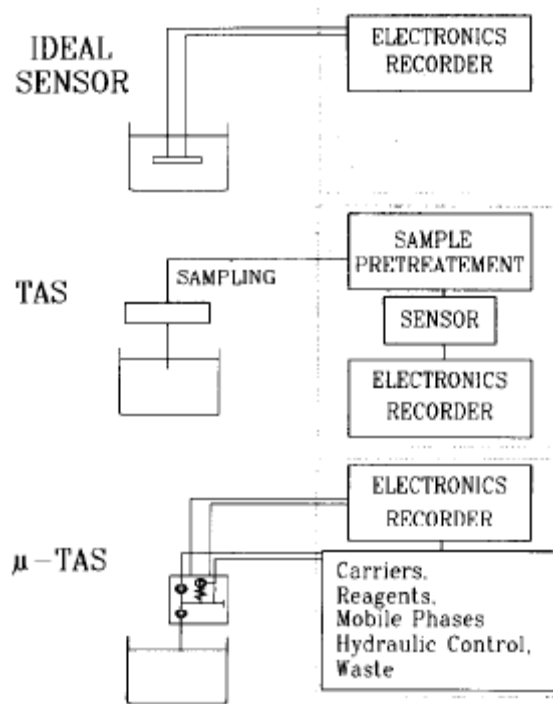 IDEAL
SENSOR
ELECTRONICS
RECORDER
TAS
SAMPLING
SAMPLE
PRETREATEMENT
SENSOR
ELECTRONICS
RECORDER
μ-TAS
ELECTRONICS
RECORDER
Carriers,
Reagents,
Mobile Phases
Hydraulic Control,
Waste